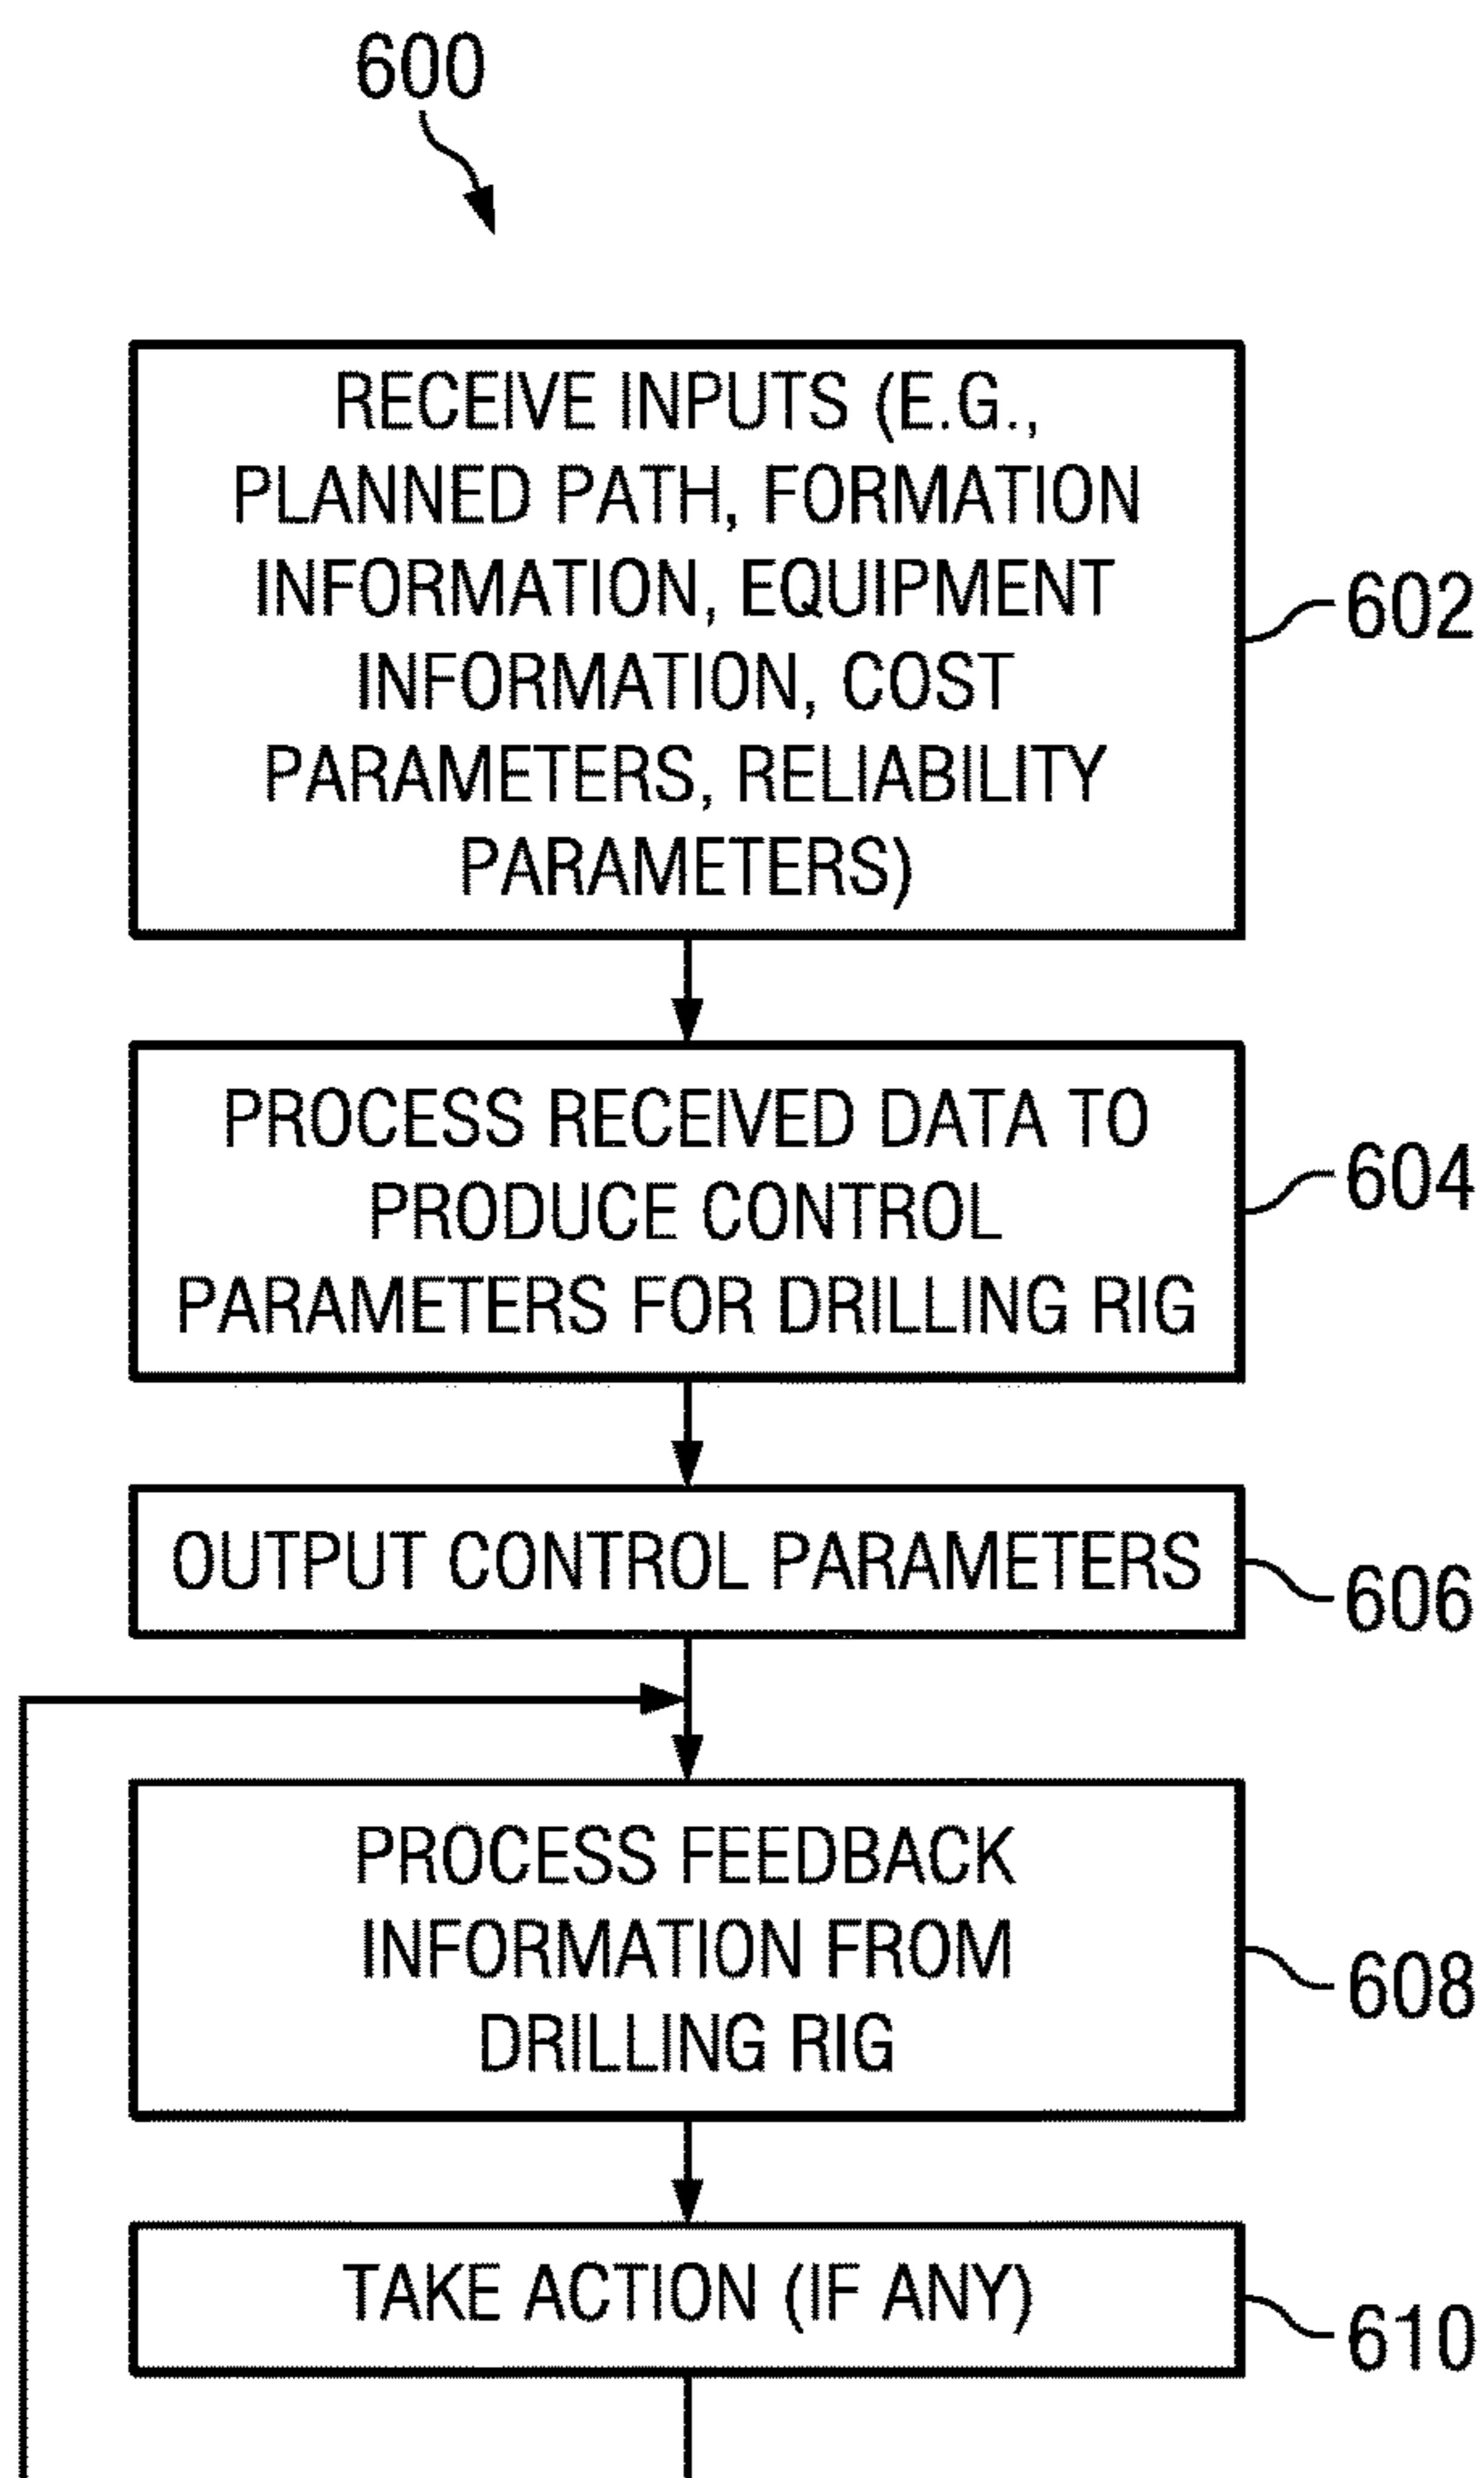 600
RECEIVE INPUTS (E.G.,
PLANNED PATH, FORMATION
INFORMATION, EQUIPMENT
INFORMATION, COST
PARAMETERS, RELIABILITY
PARAMETERS)
602
PROCESS RECEIVED DATA TO
PRODUCE CONTROL
PARAMETERS FOR DRILLING RIG
604
OUTPUT CONTROL PARAMETERS
606
PROCESS FEEDBACK
INFORMATION FROM
DRILLING RIG
608
TAKE ACTION (IF ANY)
610